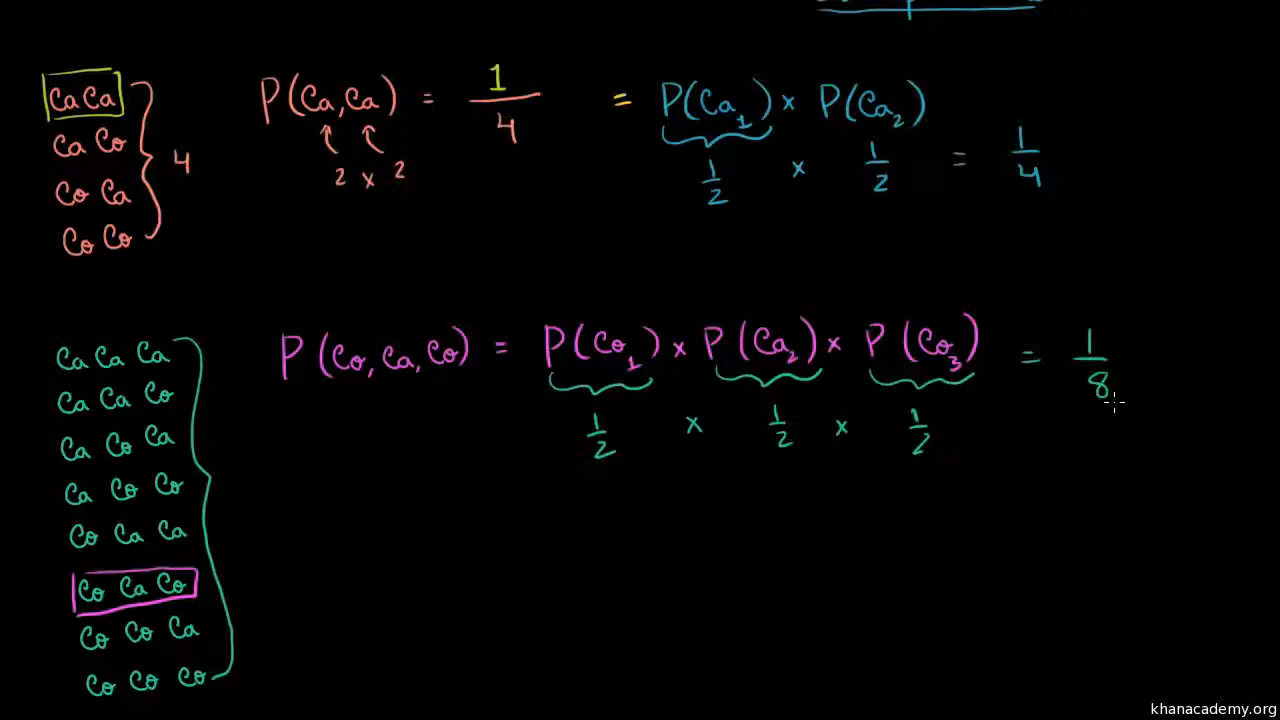 CaCa
Ca Co
Co Ca
Co Co
4
P(Ca,Ca) = 1/4 = P(Ca₁) × P(Ca₂)
2 × 2
1/2 × 1/2 = 1/4
Ca Ca Ca
Ca Ca Co
Ca Co Ca
Ca Co Co
Co Ca Ca
Co Ca Co
Co Co Ca
Co Co Co
P(Co,Ca,Co) = P(Co₁) × P(Ca₂) × P(Co₃) = 1/8
1/2 × 1/2 × 1/2
khanacademy.org